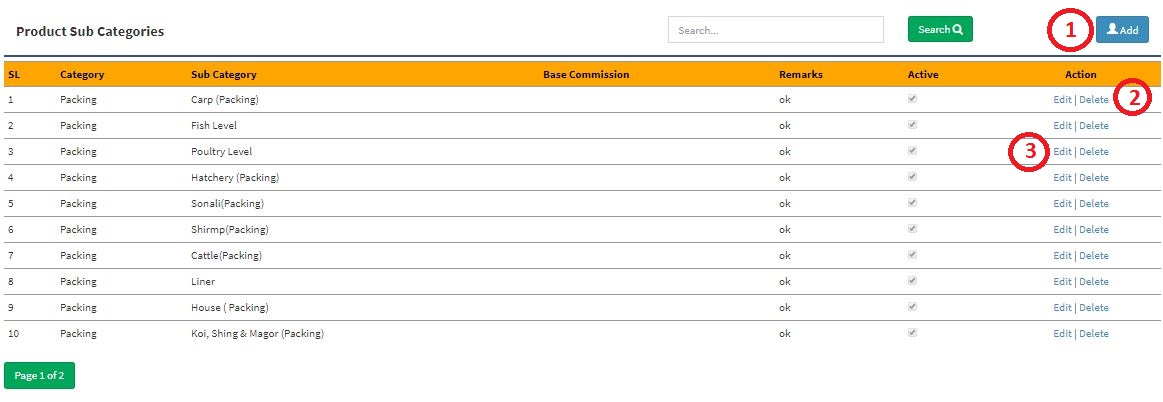 Product Sub Categories Search... Search 1 Add
SL Category Sub Category Base Commission Remarks Active Action
1 Packing Carp (Packing) ok Edit | Delete 2
2 Packing Fish Level ok Edit | Delete
3 Packing Poultry Level ok 3 Edit | Delete
4 Packing Hatchery (Packing) ok Edit | Delete
5 Packing Sonali(Packing) ok Edit | Delete
6 Packing Shirmp(Packing) ok Edit | Delete
7 Packing Cattle(Packing) ok Edit | Delete
8 Packing Liner ok Edit | Delete
9 Packing House ( Packing) ok Edit | Delete
10 Packing Koi, Shing & Magor (Packing) ok Edit | Delete
Page 1 of 2